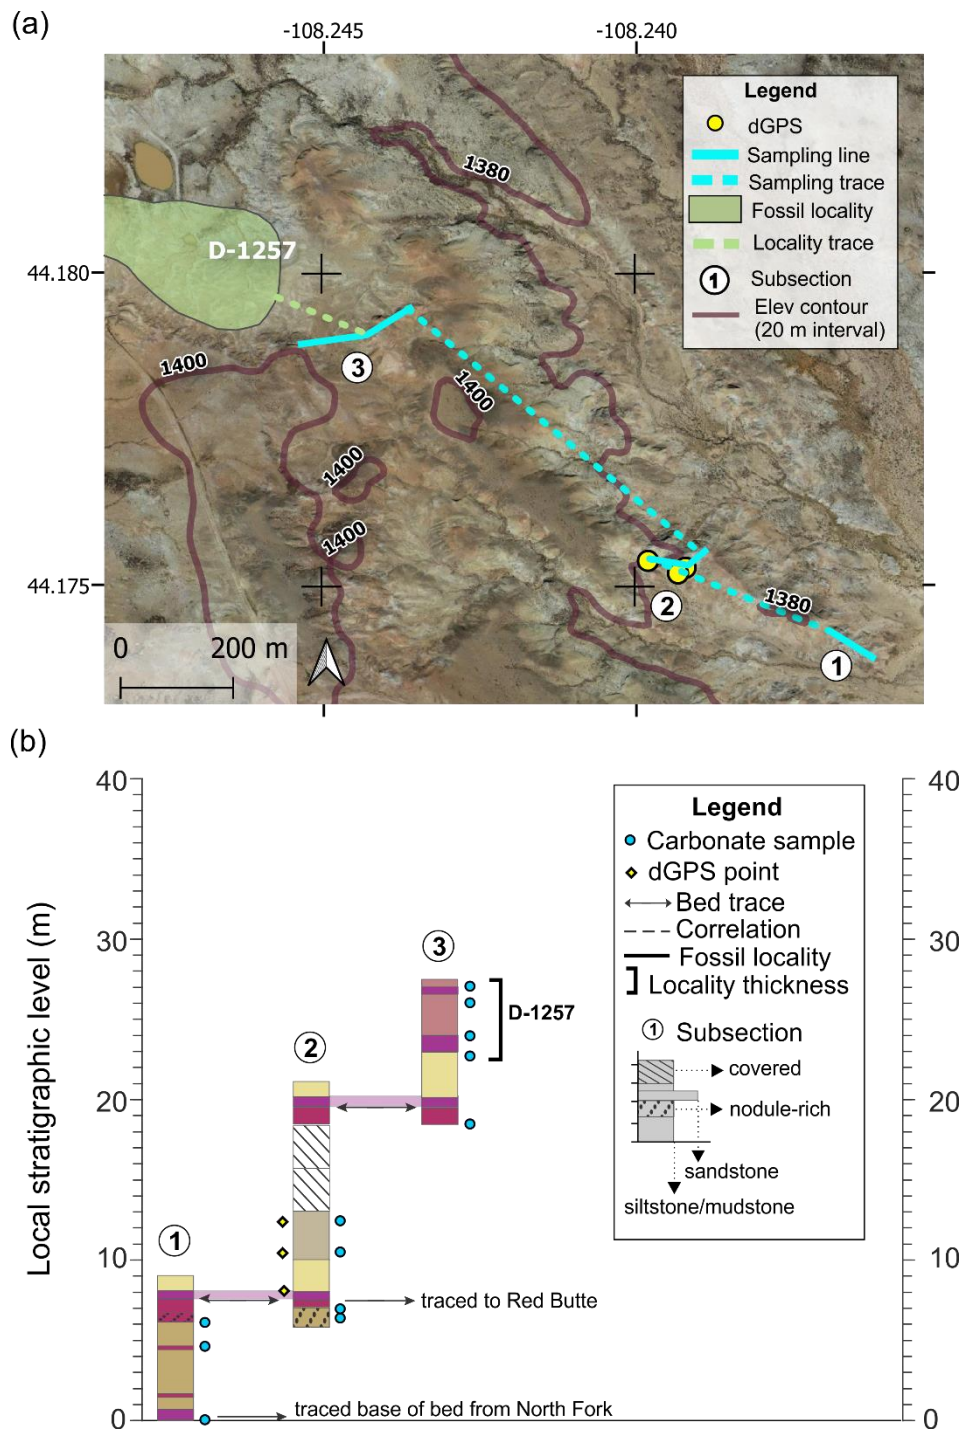 (a)
-108.245
-108.240
Legend
dGPS
Sampling line
Sampling trace
Fossil locality
Locality trace
1 Subsection
Elev contour
(20 m interval)
1380
D-1257
44.180
1400
3
1400
1400
1400
44.175
2
1380
1
0 200 m
(b)
Local stratigraphic level (m)
40
30
20
10
0
40
30
20
10
0
Legend
Carbonate sample
dGPS point
Bed trace
Correlation
Fossil locality
Locality thickness
1 Subsection
covered
nodule-rich
sandstone
siltstone/mudstone
3
D-1257
2
1
traced to Red Butte
traced base of bed from North Fork